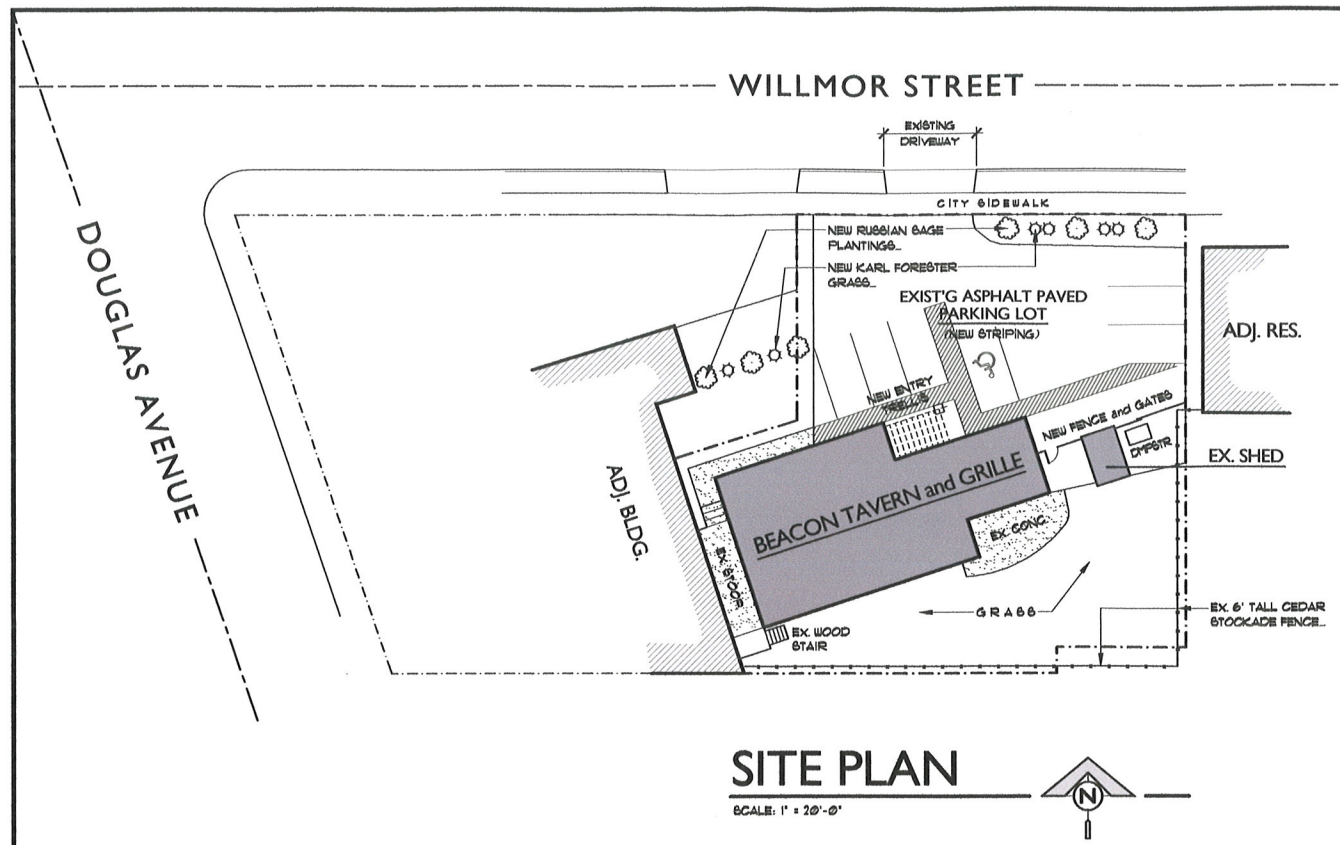 WILLMOR STREET
EXISTING
DRIVEWAY
CITY SIDEWALK
DOUGLAS AVENUE
NEW RUSSIAN SAGE
PLANTINGS...
NEW KARL FORESTER
GRASS...
EXIST'G ASPHALT PAVED
PARKING LOT
(NEW STRIPING)
ADJ. RES.
NEW ENTRY
TRELLIS
NEW FENCE and GATES
DMPSTR
EX. SHED
ADJ. BLDG.
BEACON TAVERN and GRILLE
EX. CONC.
EX. STOOP
GRASS
EX. WOOD
STAIR
EX. 6' TALL CEDAR
STOCKADE FENCE...
SITE PLAN
SCALE: 1" = 20'-0"
N